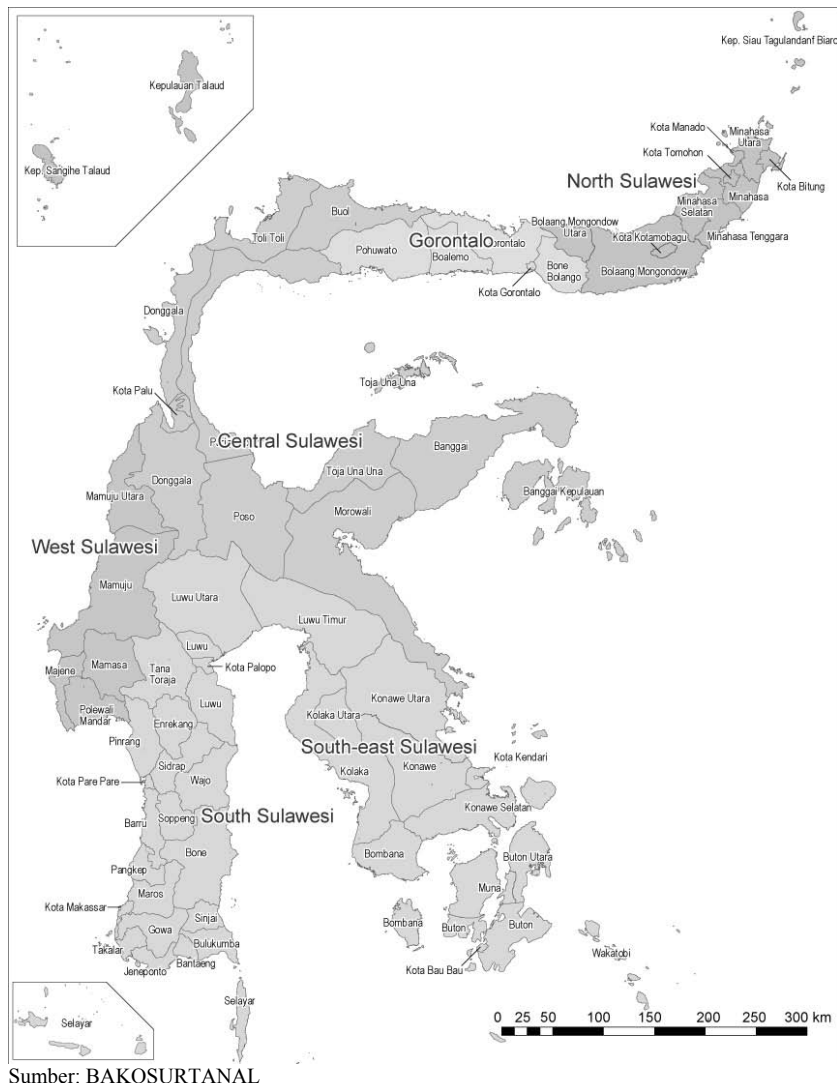 Kep. Siau Tagulandanf Biaro
Kepulauan Talaud
Kep. Sangihe Talaud
Kota Manado
Minahasa
Utara
Kota Tomohon
Kota Bitung
North Sulawesi
Minahasa
Minahasa
Selatan
Buol
Toli Toli
Bolaang Mongondow
Utara
Minahasa Tenggara
Gorontalo
orontalo
Kota Kotamobagu
Pohuwato
Boalemo
Bone
Bolango
Bolaang Mongondow
Kota Gorontalo
Donggala
Toja Una Una
Kota Palu
P
Central Sulawesi
Banggai
Toja Una Una
Donggala
Mamuju Utara
Banggai Kepulauan
Morowali
Poso
West Sulawesi
Mamuju
Luwu Utara
Luwu Timur
Luwu
Majene
Mamasa
Tana
Toraja
Kota Palopo
Konawe Utara
Luwu
Polewali
Mandar
Enrekang
Kolaka Utara
Pinrang
South-east Sulawesi
Kota Kendari
Sidrap
Kolaka
Konawe
Kota Pare Pare
Wajo
Konawe Selatan
South Sulawesi
Soppeng
Barru
Bone
Bombana
Buton Utara
Pangkep
Muna
Maros
Kota Makassar
Sinjai
Bombana
Buton
Buton
Gowa
Bulukumba
Takalar
Wakatobi
Bantaeng
Jeneponto
Kota Bau Bau
Selayar
Selayar
0 25 50 100 150 200 250 300 km
Sumber: BAKOSURTANAL